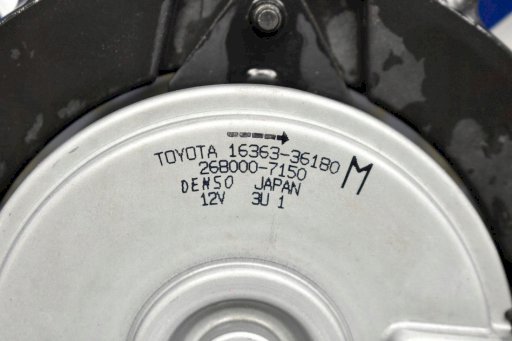 TOYOTA 16363-36180 M
268000-7150
DENSO JAPAN
12V 3U 1